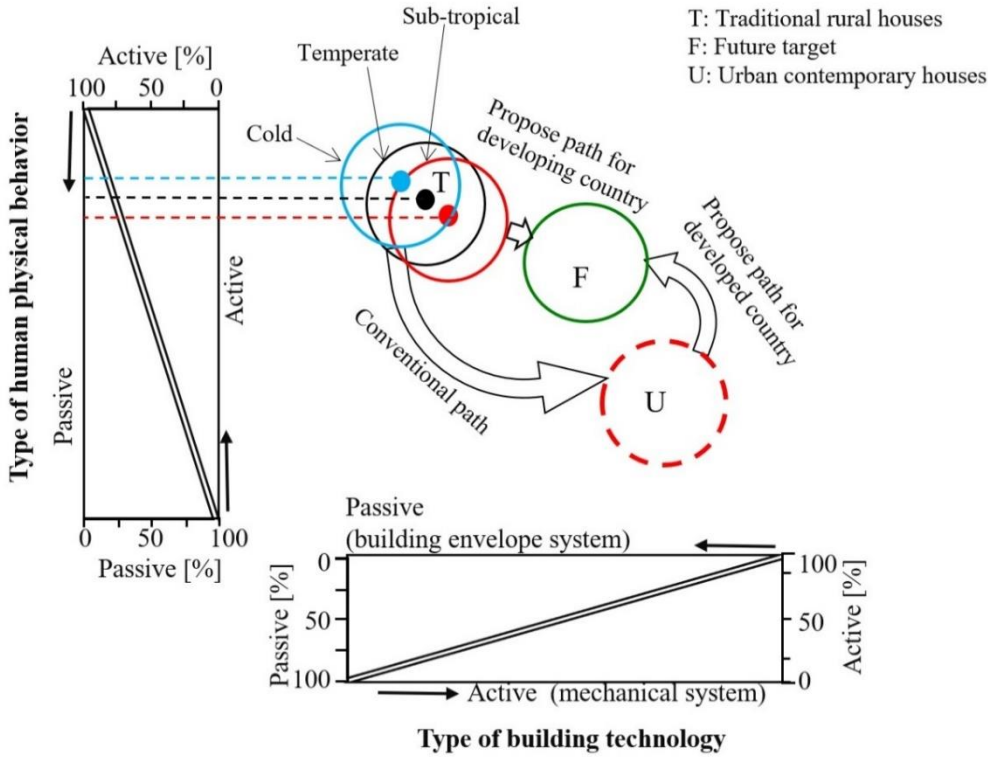 Sub-tropical
Temperate
Cold
T: Traditional rural houses
F: Future target
U: Urban contemporary houses
Active [%]
100 50 0
Type of human physical behavior
Passive
Active
0 50 100
Passive [%]
T
Propose path for
developing country
F
Propose path for
developed country
Conventional path
U
Passive
(building envelope system)
Passive [%]
0
50
100
100
50
0
Active [%]
Active (mechanical system)
Type of building technology